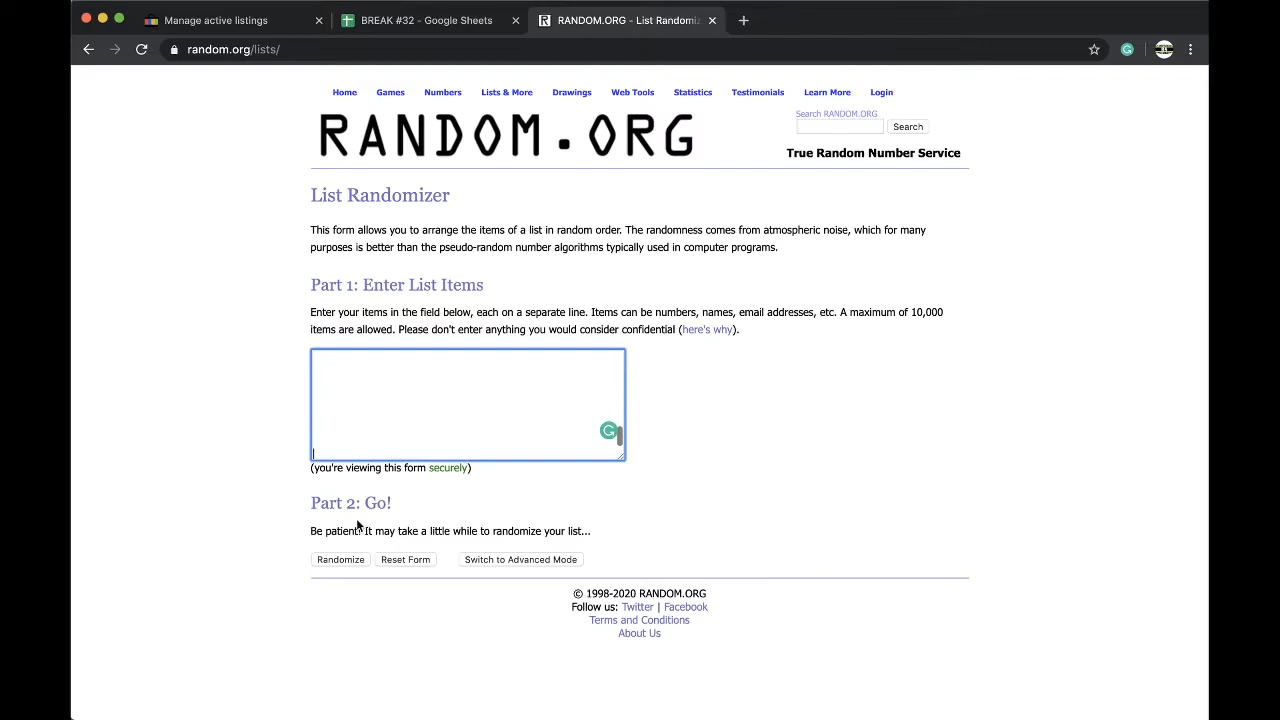 Manage active listings
BREAK #32 - Google Sheets
RANDOM.ORG - List Randomiz
random.org/lists/
Home Games Numbers Lists & More Drawings Web Tools Statistics Testimonials Learn More Login
RANDOM.ORG
Search RANDOM.ORG
Search
True Random Number Service
List Randomizer
This form allows you to arrange the items of a list in random order. The randomness comes from atmospheric noise, which for many
purposes is better than the pseudo-random number algorithms typically used in computer programs.
Part 1: Enter List Items
Enter your items in the field below, each on a separate line. Items can be numbers, names, email addresses, etc. A maximum of 10,000
items are allowed. Please don't enter anything you would consider confidential (here's why).
(you're viewing this form securely)
Part 2: Go!
Be patient! It may take a little while to randomize your list...
Randomize Reset Form Switch to Advanced Mode
© 1998-2020 RANDOM.ORG
Follow us: Twitter | Facebook
Terms and Conditions
About Us